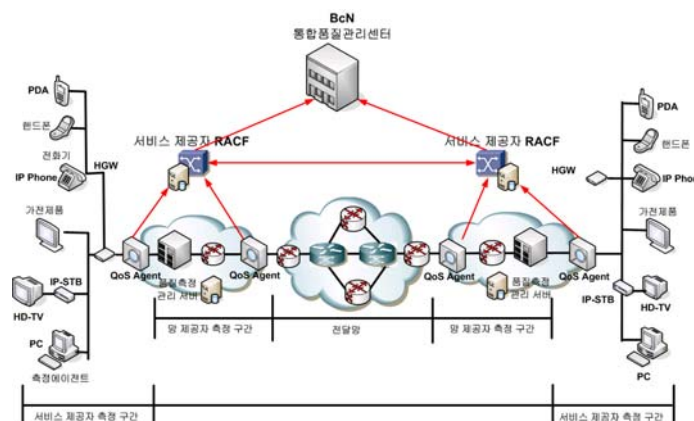 BcN
통합품질관리센터
PDA
핸드폰
전화기
IP Phone
HGW
가전제품
IP-STB
HD-TV
PC
측정에이전트
서비스 제공자 RACF
서비스 제공자 RACF
QoS Agent
QoS Agent
QoS Agent
QoS Agent
품질측정
관리 서버
품질측정
관리 서버
PDA
핸드폰
HGW
IP Phon
가전제품
IP-STB
HD-TV
PC
망 제공자 측정 구간
전달망
망 제공자 측정 구간
서비스 제공자 측정 구간
서비스 제공자 측정 구간